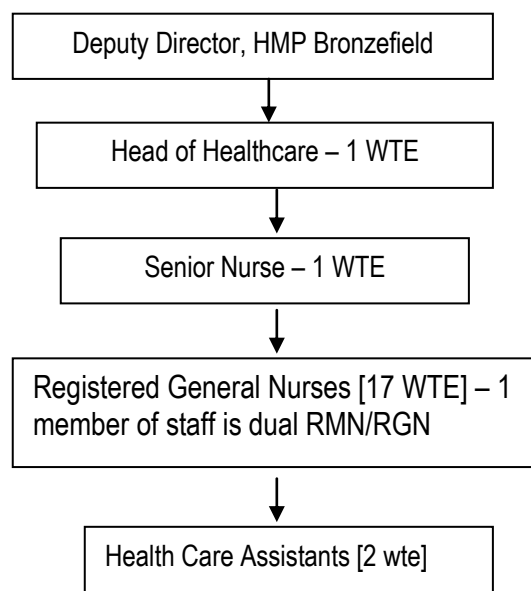 Deputy Director, HMP Bronzefield
Head of Healthcare – 1 WTE
Senior Nurse – 1 WTE
Registered General Nurses [17 WTE] – 1
member of staff is dual RMN/RGN
Health Care Assistants [2 wte]